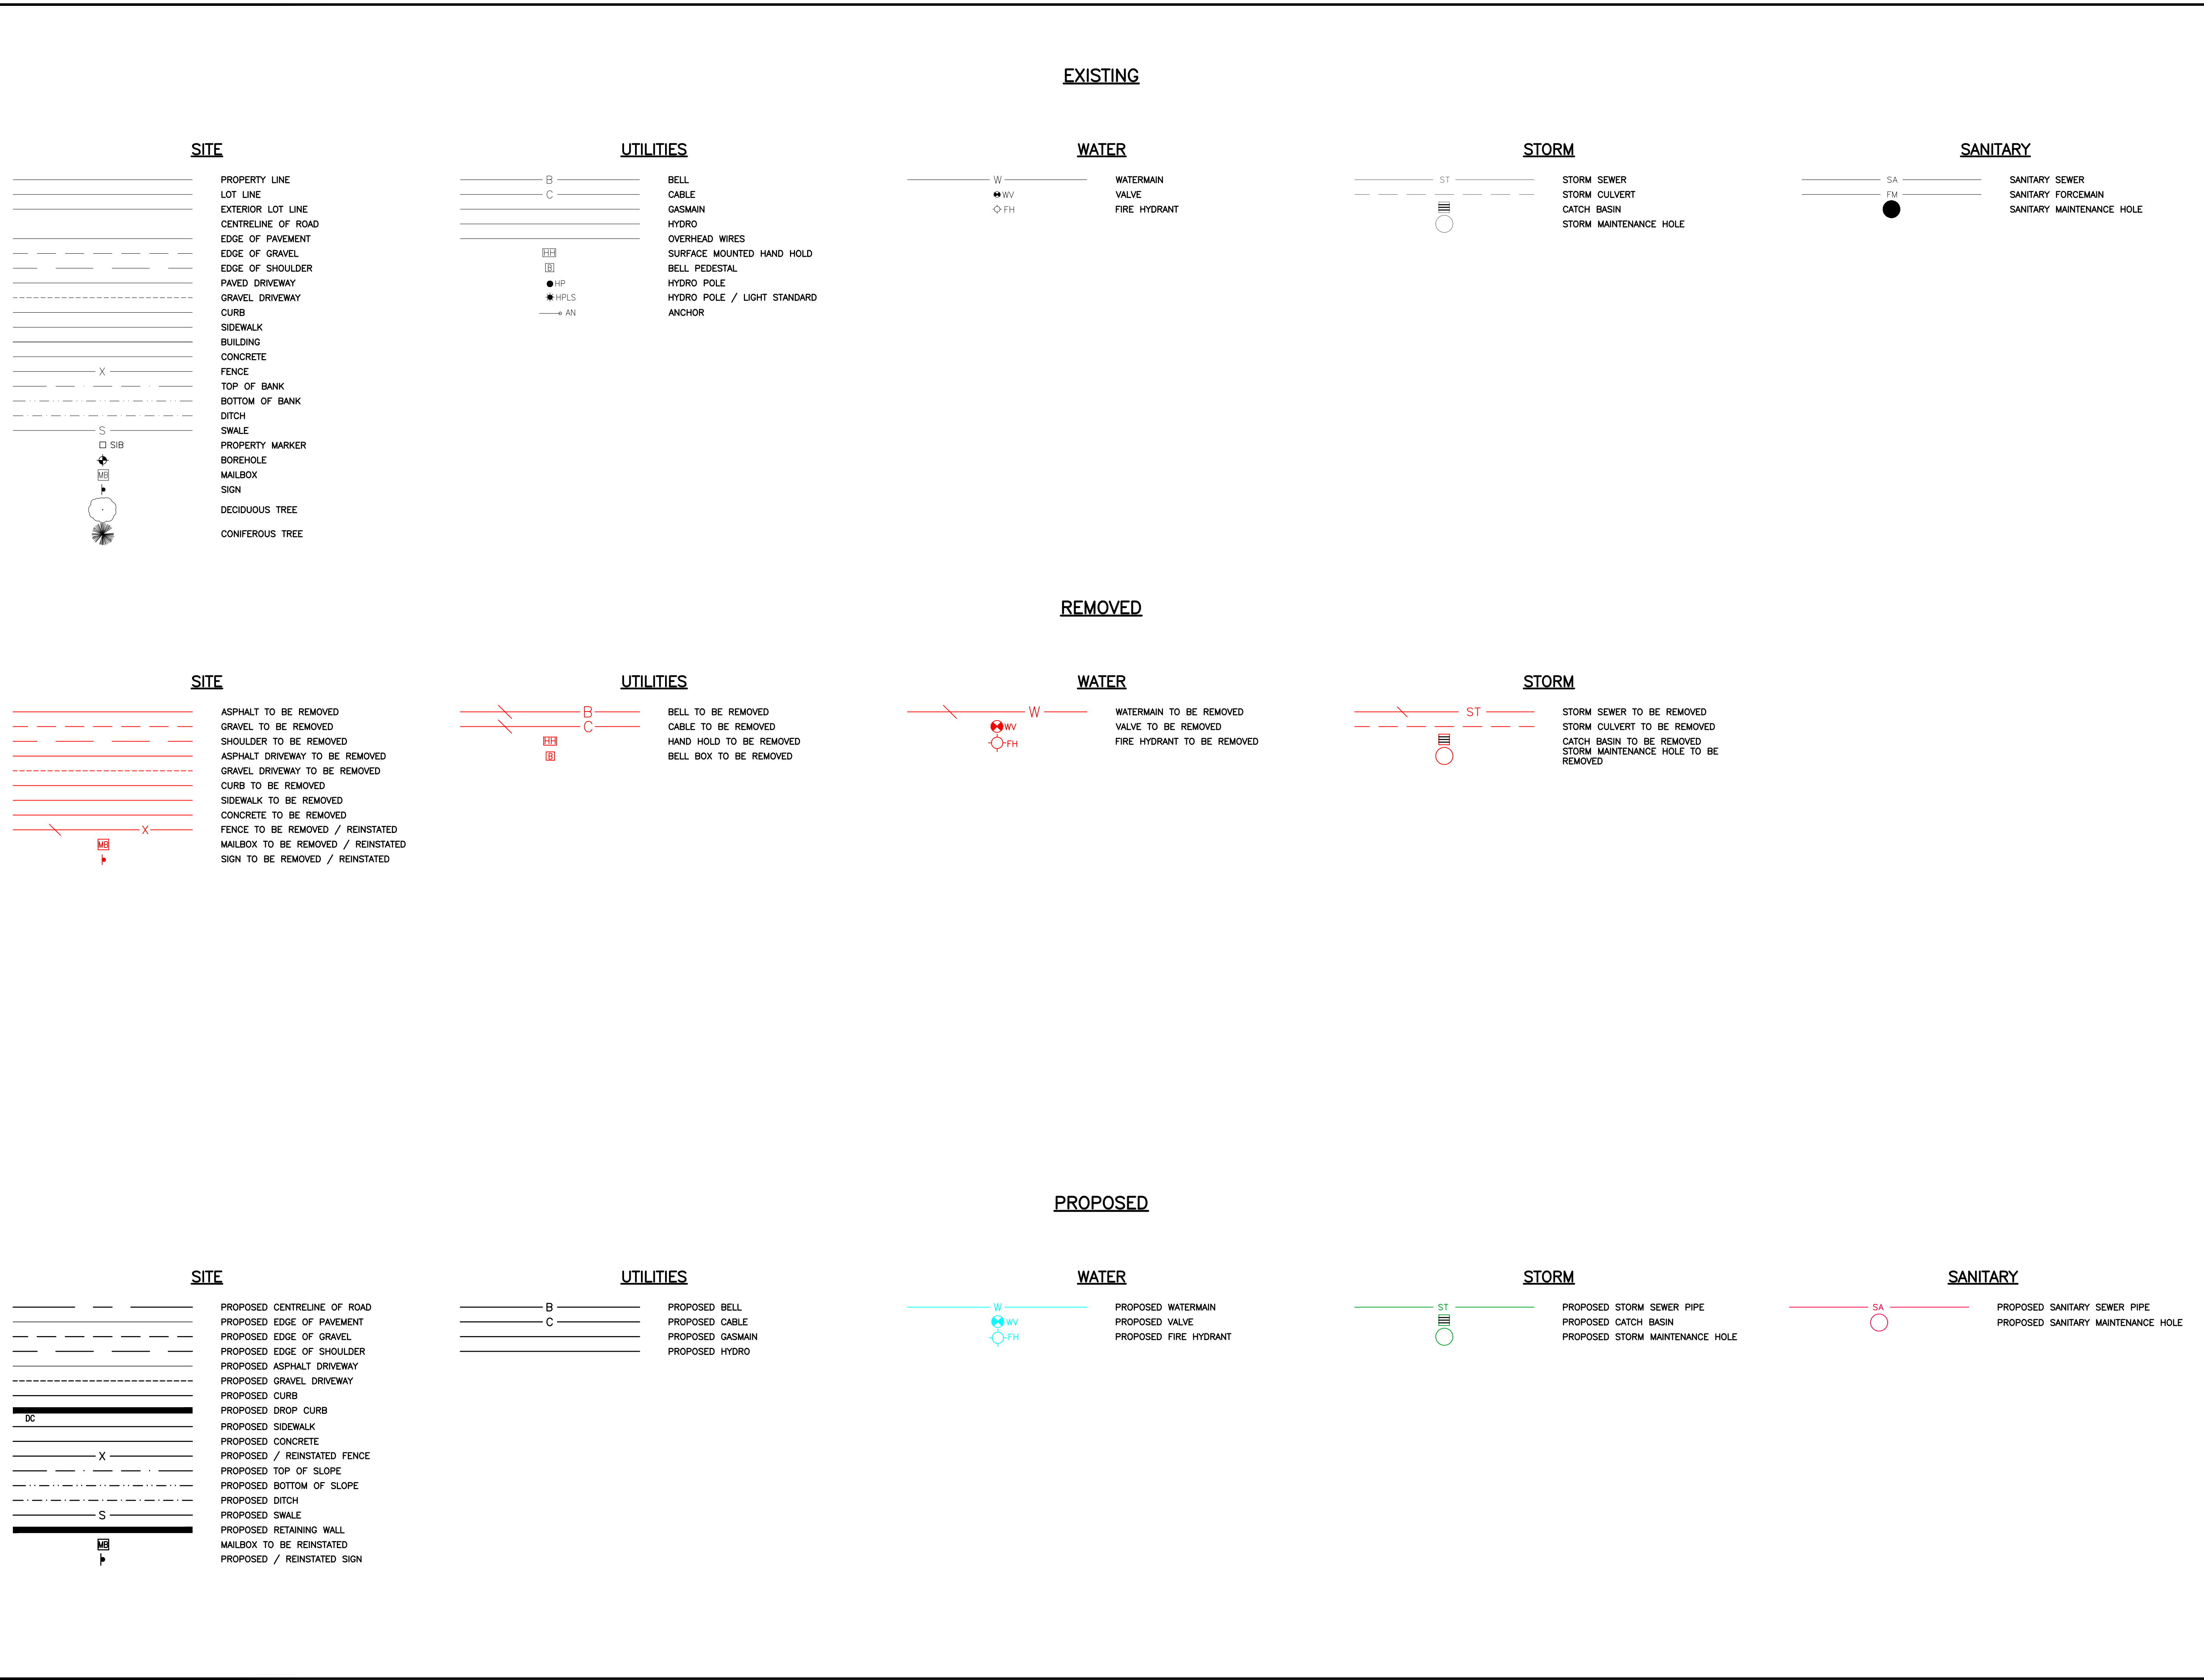 EXISTING
SITE
PROPERTY LINE
LOT LINE
EXTERIOR LOT LINE
CENTRELINE OF ROAD
EDGE OF PAVEMENT
EDGE OF GRAVEL
EDGE OF SHOULDER
PAVED DRIVEWAY
GRAVEL DRIVEWAY
CURB
SIDEWALK
BUILDING
CONCRETE
X FENCE
TOP OF BANK
BOTTOM OF BANK
DITCH
S SWALE
SIB PROPERTY MARKER
BOREHOLE
MB MAILBOX
SIGN
DECIDUOUS TREE
CONIFEROUS TREE
UTILITIES
B BELL
C CABLE
GASMAIN
HYDRO
OVERHEAD WIRES
HH SURFACE MOUNTED HAND HOLD
B BELL PEDESTAL
HP HYDRO POLE
HPLS HYDRO POLE / LIGHT STANDARD
AN ANCHOR
WATER
W WATERMAIN
WV VALVE
FH FIRE HYDRANT
STORM
ST STORM SEWER
STORM CULVERT
CATCH BASIN
STORM MAINTENANCE HOLE
SANITARY
SA SANITARY SEWER
FM SANITARY FORCEMAIN
SANITARY MAINTENANCE HOLE
REMOVED
SITE
ASPHALT TO BE REMOVED
GRAVEL TO BE REMOVED
SHOULDER TO BE REMOVED
ASPHALT DRIVEWAY TO BE REMOVED
GRAVEL DRIVEWAY TO BE REMOVED
CURB TO BE REMOVED
SIDEWALK TO BE REMOVED
CONCRETE TO BE REMOVED
X FENCE TO BE REMOVED / REINSTATED
MB MAILBOX TO BE REMOVED / REINSTATED
SIGN TO BE REMOVED / REINSTATED
UTILITIES
B BELL TO BE REMOVED
C CABLE TO BE REMOVED
HH HAND HOLD TO BE REMOVED
B BELL BOX TO BE REMOVED
WATER
W WATERMAIN TO BE REMOVED
WV VALVE TO BE REMOVED
FH FIRE HYDRANT TO BE REMOVED
STORM
ST STORM SEWER TO BE REMOVED
STORM CULVERT TO BE REMOVED
CATCH BASIN TO BE REMOVED
STORM MAINTENANCE HOLE TO BE
REMOVED
PROPOSED
SITE
PROPOSED CENTRELINE OF ROAD
PROPOSED EDGE OF PAVEMENT
PROPOSED EDGE OF GRAVEL
PROPOSED EDGE OF SHOULDER
PROPOSED ASPHALT DRIVEWAY
PROPOSED GRAVEL DRIVEWAY
PROPOSED CURB
PROPOSED DROP CURB
DC
PROPOSED SIDEWALK
PROPOSED CONCRETE
X PROPOSED / REINSTATED FENCE
PROPOSED TOP OF SLOPE
PROPOSED BOTTOM OF SLOPE
PROPOSED DITCH
S PROPOSED SWALE
PROPOSED RETAINING WALL
MB MAILBOX TO BE REINSTATED
PROPOSED / REINSTATED SIGN
UTILITIES
B PROPOSED BELL
C PROPOSED CABLE
PROPOSED GASMAIN
PROPOSED HYDRO
WATER
W PROPOSED WATERMAIN
WV PROPOSED VALVE
FH PROPOSED FIRE HYDRANT
STORM
ST PROPOSED STORM SEWER PIPE
PROPOSED CATCH BASIN
PROPOSED STORM MAINTENANCE HOLE
SANITARY
SA PROPOSED SANITARY SEWER PIPE
PROPOSED SANITARY MAINTENANCE HOLE